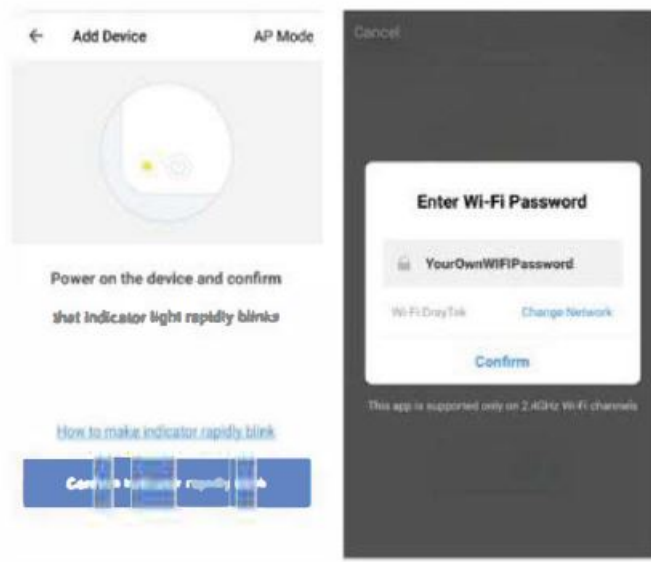 Add Device
AP Mode
Power on the device and confirm
that indicator light rapidly blinks
How to make indicator rapidly blink
rapidly
Cancel
Enter Wi-Fi Password
YourOwnWIFIPassword
Wi-Fi:DrayTek
Change Network
Confirm
This app is supported only on 2.4GHz Wi-Fi channels